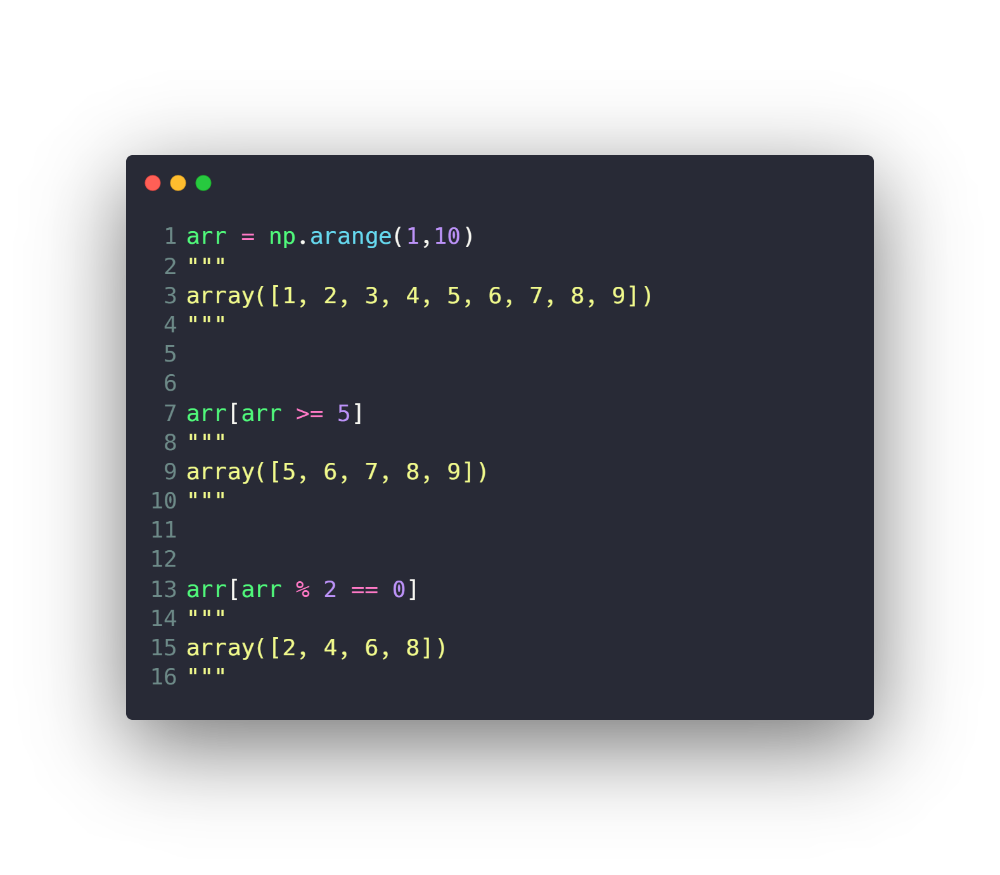 1 arr = np.arange(1,10)
2 """
3 array([1, 2, 3, 4, 5, 6, 7, 8, 9])
4 """
5
6
7 arr[arr >= 5]
8 """
9 array([5, 6, 7, 8, 9])
10 """
11
12
13 arr[arr % 2 == 0]
14 """
15 array([2, 4, 6, 8])
16 """